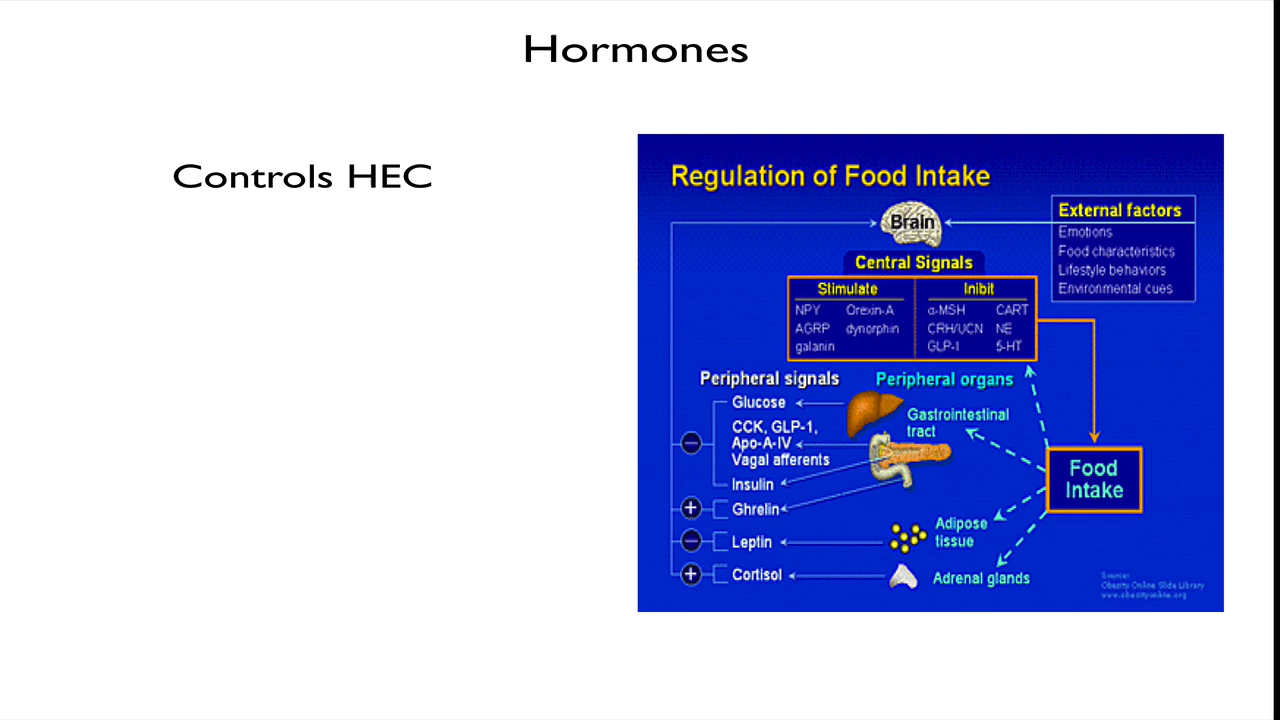 Hormones
Controls HEC
Regulation of Food Intake
Brain
External factors
Emotions
Food characteristics
Lifestyle behaviors
Environmental cues
Central Signals
Stimulate
NPY Orexin-A
AGRP dynorphin
galanin
Inibit
α-MSH CART
CRH/UCN NE
GLP-I 5-HT
Peripheral signals
Peripheral organs
Glucose
CCK, GLP-1,
Apo-A-IV
Vagal afferents
Insulin
Ghrelin
Leptin
Cortisol
Gastrointestinal
tract
Adipose
tissue
Adrenal glands
Food
Intake
− + − +
Source:
Obesity Online Slide Library
www.obesityonline.org